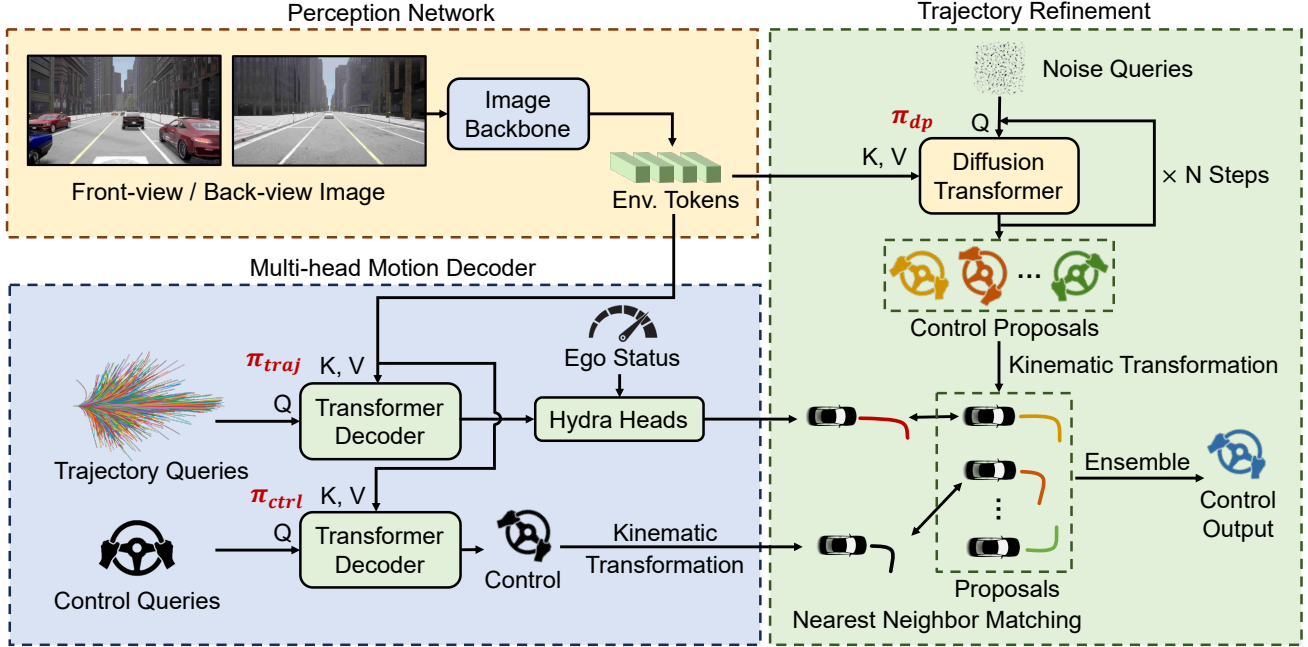 Perception Network
Trajectory Refinement
Image
Backbone
Front-view / Back-view Image
Env. Tokens
Noise Queries
π_dp
Q
K, V
Diffusion
Transformer
× N Steps
...
Control Proposals
Kinematic Transformation
Multi-head Motion Decoder
Ego Status
π_traj
K, V
Q
Transformer
Decoder
Hydra Heads
Trajectory Queries
π_ctrl
K, V
Q
Transformer
Decoder
Control Queries
Control
Kinematic
Transformation
...
Proposals
Nearest Neighbor Matching
Ensemble
Control
Output